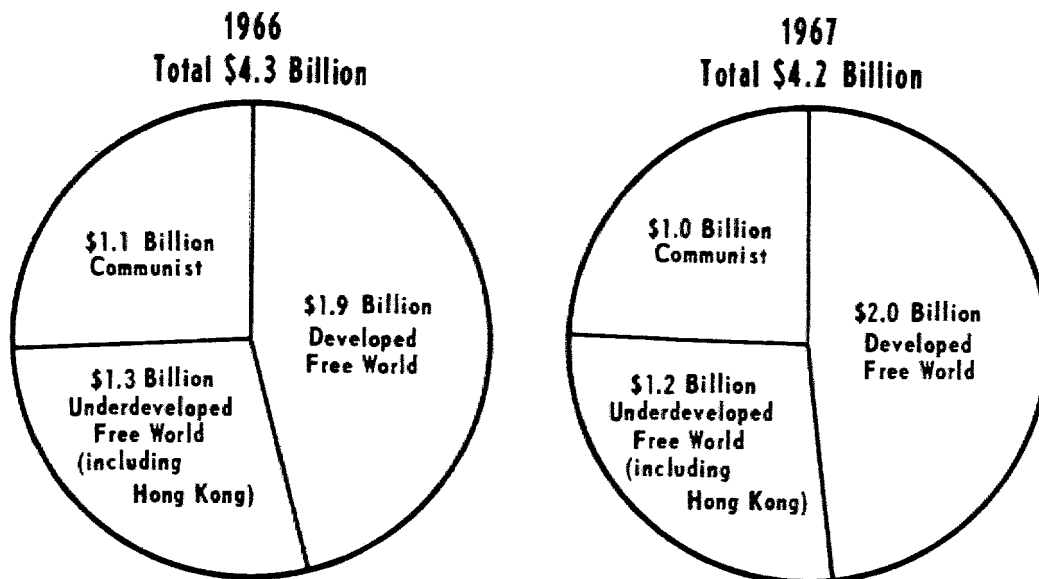 1966
Total $4.3 Billion
$1.1 Billion
Communist
$1.9 Billion
Developed
Free World
$1.3 Billion
Underdeveloped
Free World
(including
Hong Kong)
1967
Total $4.2 Billion
$1.0 Billion
Communist
$2.0 Billion
Developed
Free World
$1.2 Billion
Underdeveloped
Free World
(including
Hong Kong)